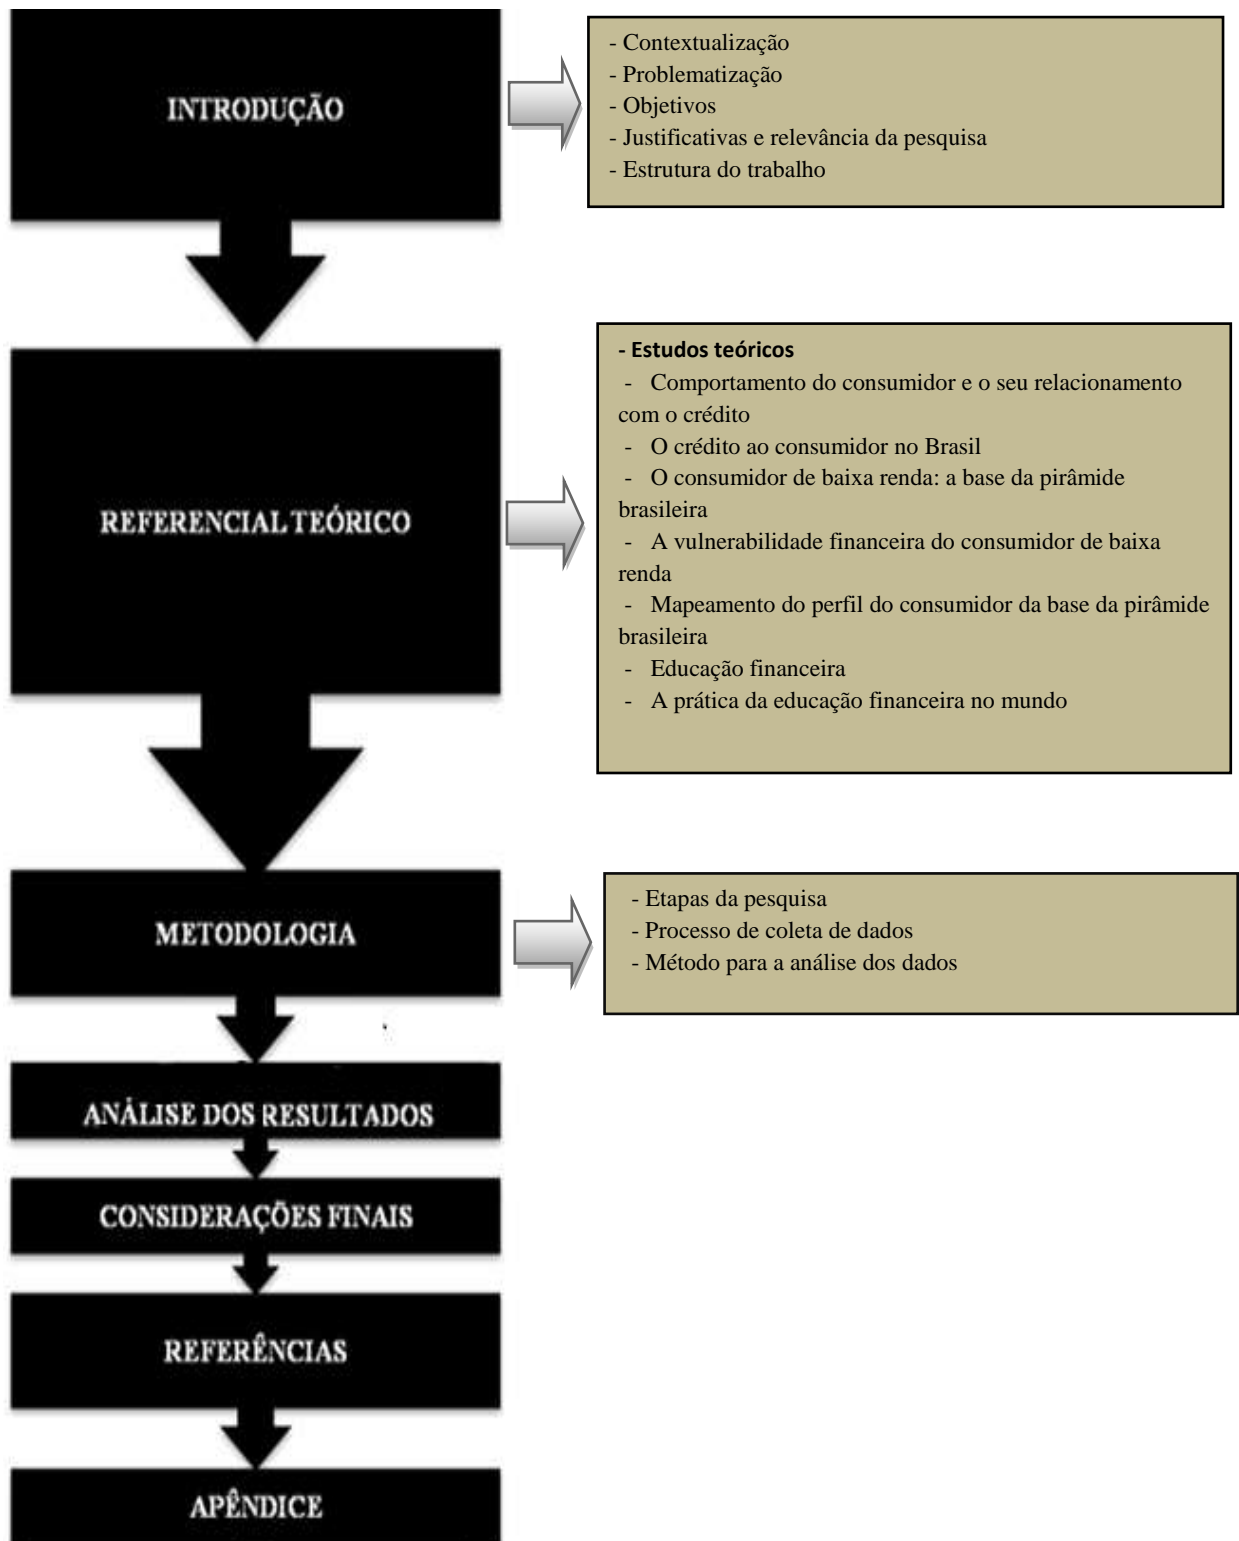 INTRODUÇÃO
- Contextualização
- Problematização
- Objetivos
- Justificativas e relevância da pesquisa
- Estrutura do trabalho
REFERENCIAL TEÓRICO
- Estudos teóricos
- Comportamento do consumidor e o seu relacionamento
com o crédito
- O crédito ao consumidor no Brasil
- O consumidor de baixa renda: a base da pirâmide
brasileira
- A vulnerabilidade financeira do consumidor de baixa
renda
- Mapeamento do perfil do consumidor da base da pirâmide
brasileira
- Educação financeira
- A prática da educação financeira no mundo
METODOLOGIA
- Etapas da pesquisa
- Processo de coleta de dados
- Método para a análise dos dados
ANÁLISE DOS RESULTADOS
CONSIDERAÇÕES FINAIS
REFERÊNCIAS
APÊNDICE